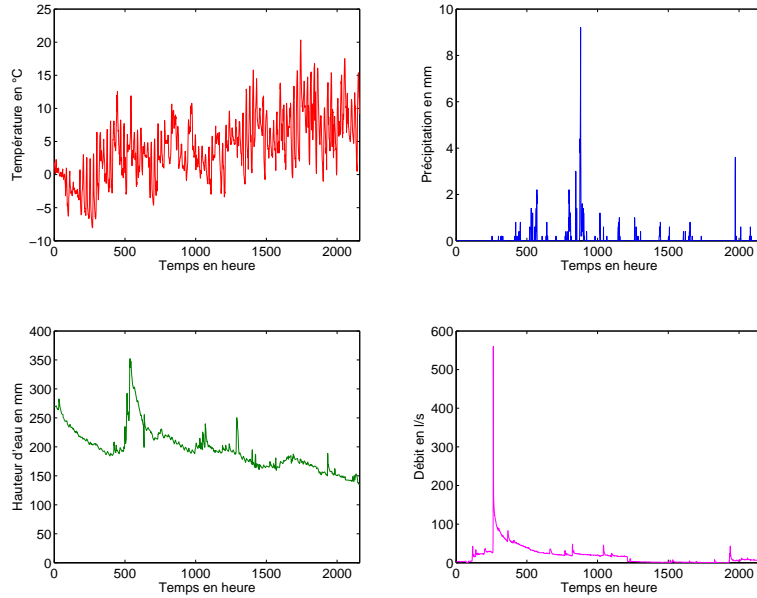 25
20
15
10
5
0
−5
−10
0 500 1000 1500 2000
Température en °C
Temps en heure
10
8
6
4
2
0
0 500 1000 1500 2000
Précipitation en mm
Temps en heure
400
350
300
250
200
150
100
50
0
0 500 1000 1500 2000
Hauteur d'eau en mm
Temps en heure
600
500
400
300
200
100
0
0 500 1000 1500 2000
Débit en l/s
Temps en heure